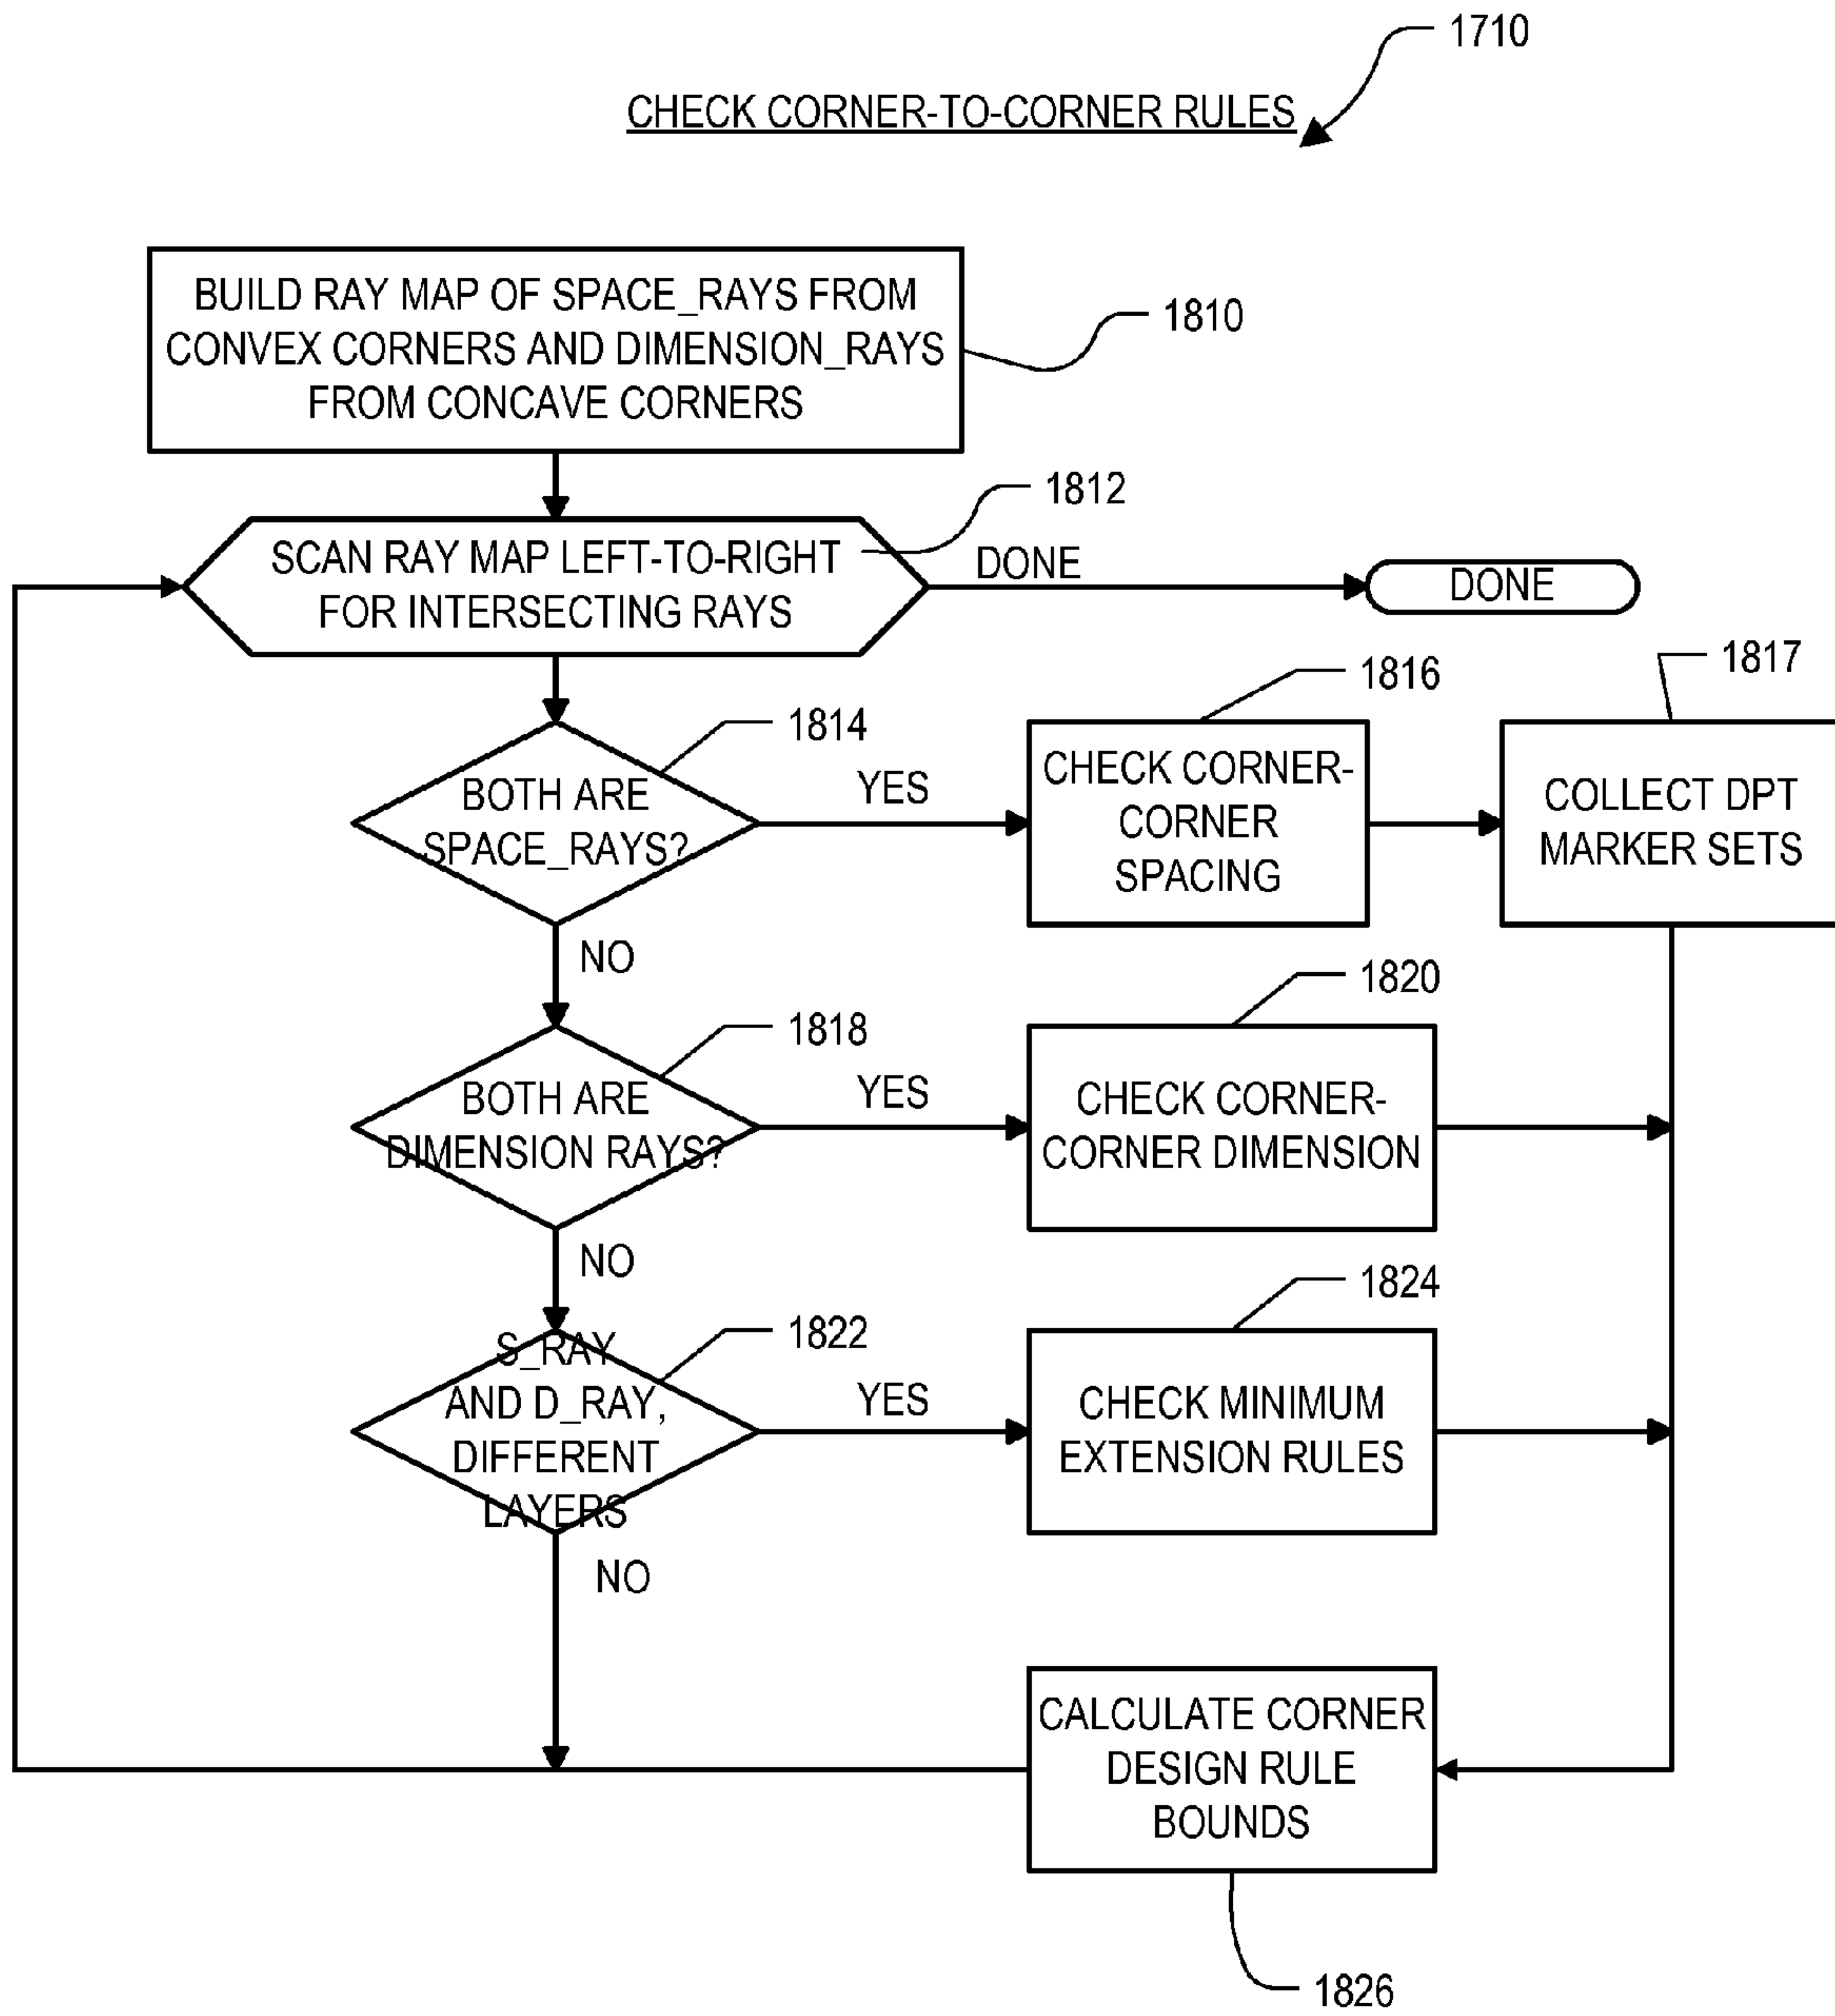 1710
CHECK CORNER-TO-CORNER RULES
BUILD RAY MAP OF SPACE_RAYS FROM
CONVEX CORNERS AND DIMENSION_RAYS
FROM CONCAVE CORNERS
1810
1812
SCAN RAY MAP LEFT-TO-RIGHT
FOR INTERSECTING RAYS
DONE
DONE
1814
BOTH ARE
SPACE_RAYS?
YES
1816
CHECK CORNER-
CORNER
SPACING
1817
COLLECT DPT
MARKER SETS
NO
1818
BOTH ARE
DIMENSION RAYS?
YES
1820
CHECK CORNER-
CORNER DIMENSION
NO
1822
S_RAY
AND D_RAY,
DIFFERENT
LAYERS
YES
1824
CHECK MINIMUM
EXTENSION RULES
NO
CALCULATE CORNER
DESIGN RULE
BOUNDS
1826